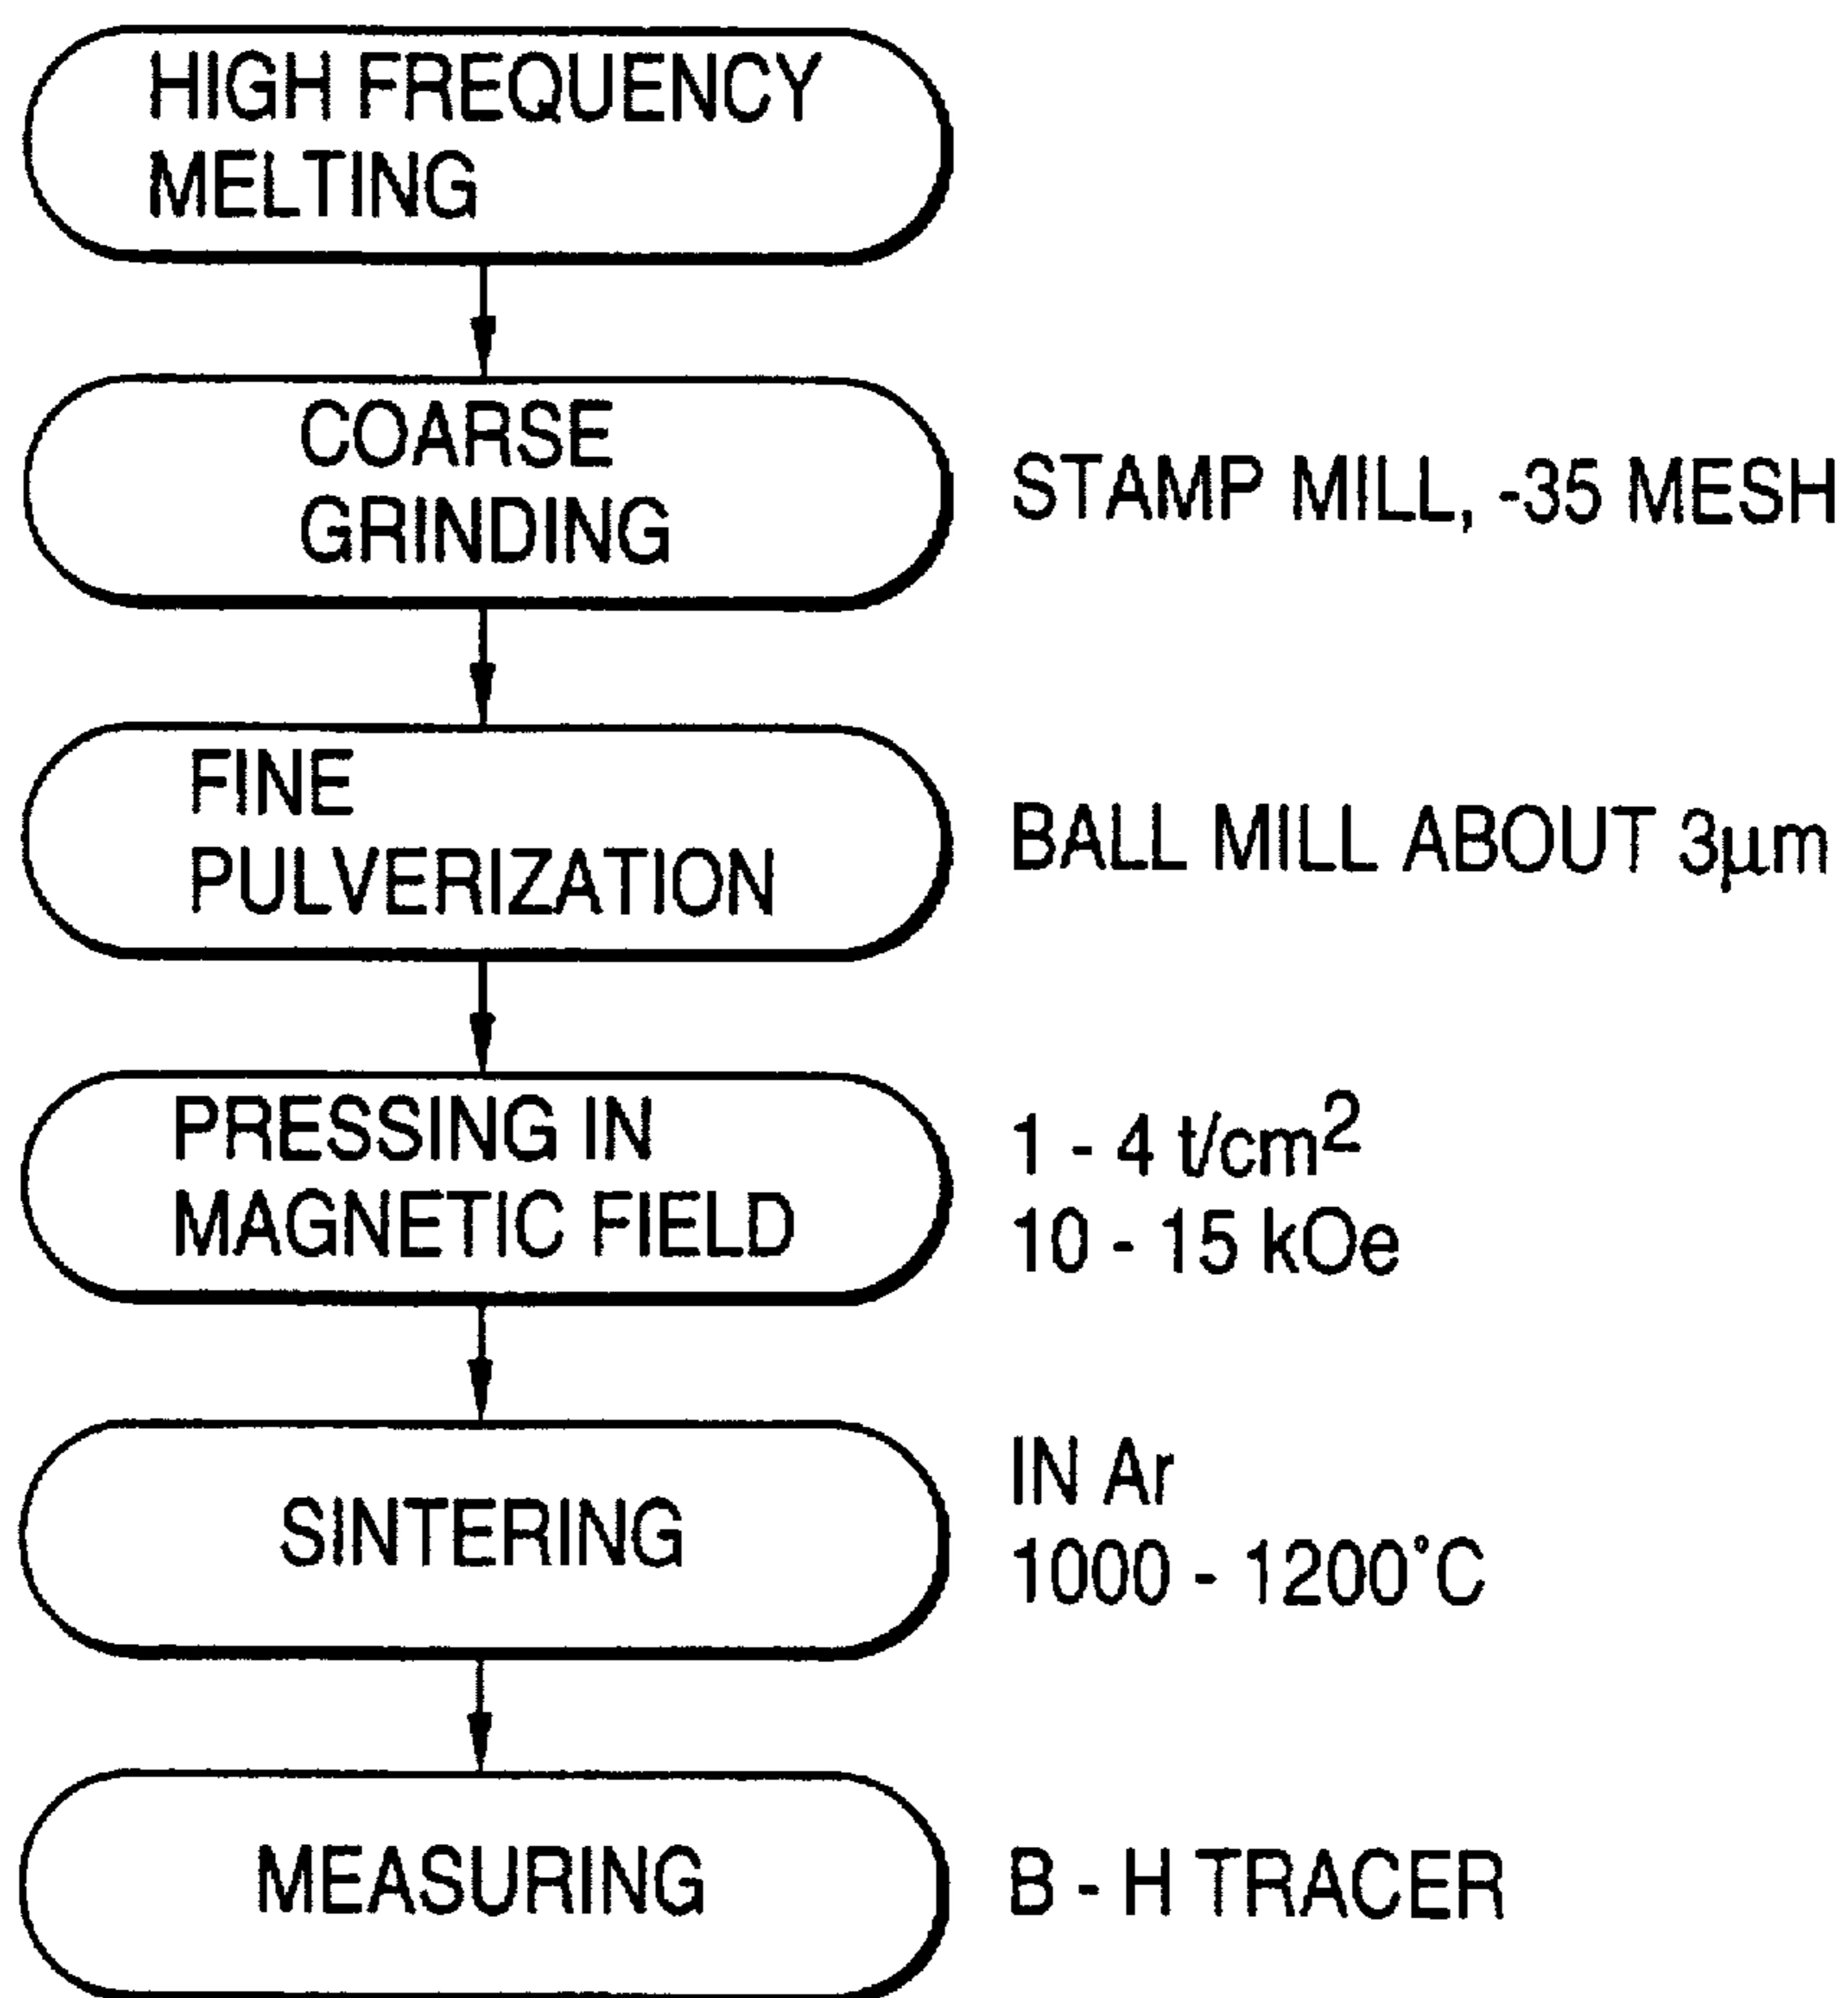 HIGH FREQUENCY
MELTING
COARSE
GRINDING
STAMP MILL, -35 MESH
FINE
PULVERIZATION
BALL MILL ABOUT 3μm
PRESSING IN
MAGNETIC FIELD
1 - 4 t/cm²
10 - 15 kOe
SINTERING
IN Ar
1000 - 1200°C
MEASURING
B - H TRACER